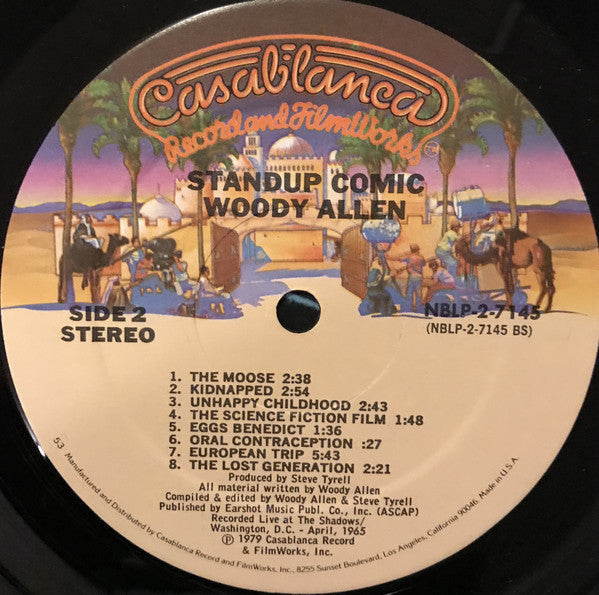 Casablanca
Record and FilmWorks™
STANDUP COMIC
WOODY ALLEN
SIDE 2
STEREO
NBLP-2-7145
(NBLP-2-7145 BS)
1. THE MOOSE 2:38
2. KIDNAPPED 2:54
3. UNHAPPY CHILDHOOD 2:43
4. THE SCIENCE FICTION FILM 1:48
5. EGGS BENEDICT 1:36
6. ORAL CONTRACEPTION :27
7. EUROPEAN TRIP 5:43
8. THE LOST GENERATION 2:21
Produced by Steve Tyrell
All material written by Woody Allen
Compiled & edited by Woody Allen & Steve Tyrell
Published by Earshot Music Publ. Co., Inc. (ASCAP)
Recorded Live at The Shadows/
Washington, D.C. - April, 1965
℗ 1979 Casablanca Record
& FilmWorks, Inc.
53 Manufactured and Distributed by Casablanca Record and FilmWorks, Inc., 8255 Sunset Boulevard, Los Angeles, California 90046. Made in U.S.A.